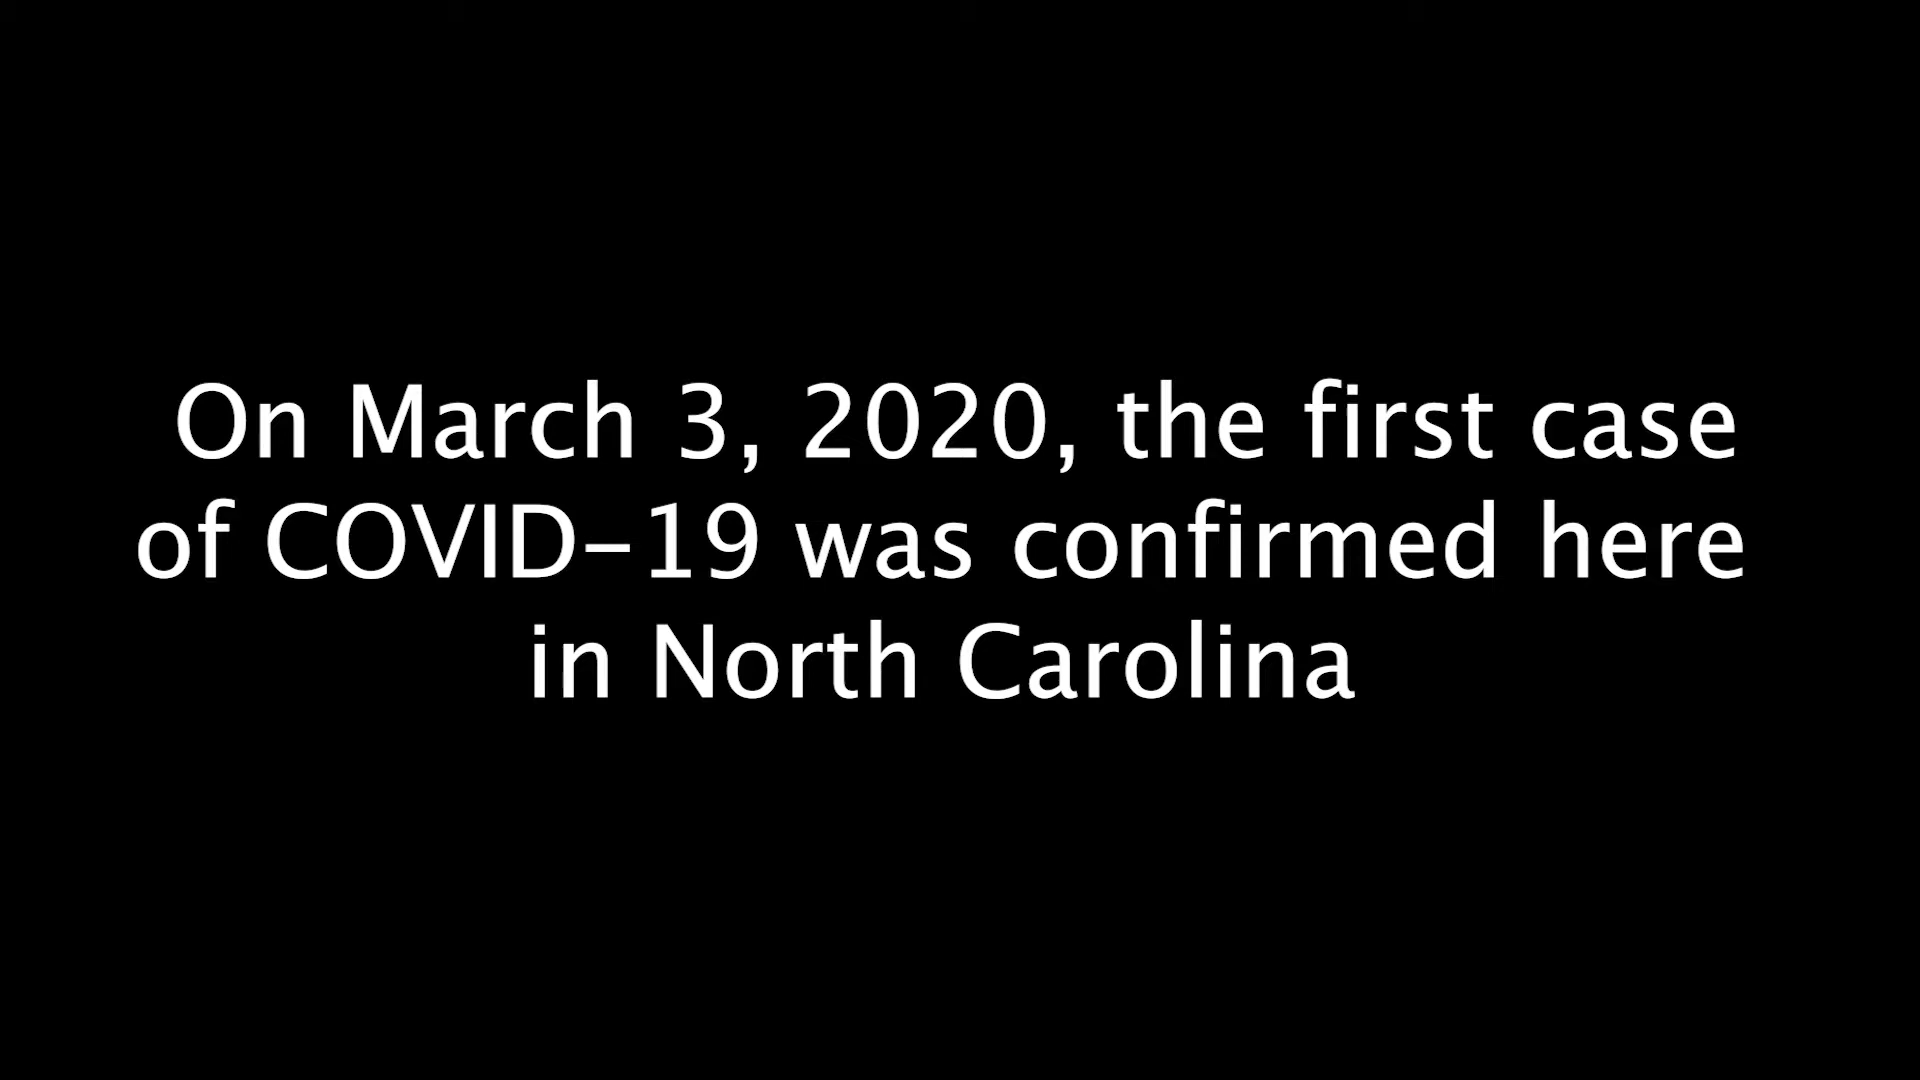 On March 3, 2020, the first case
of COVID-19 was confirmed here
in North Carolina